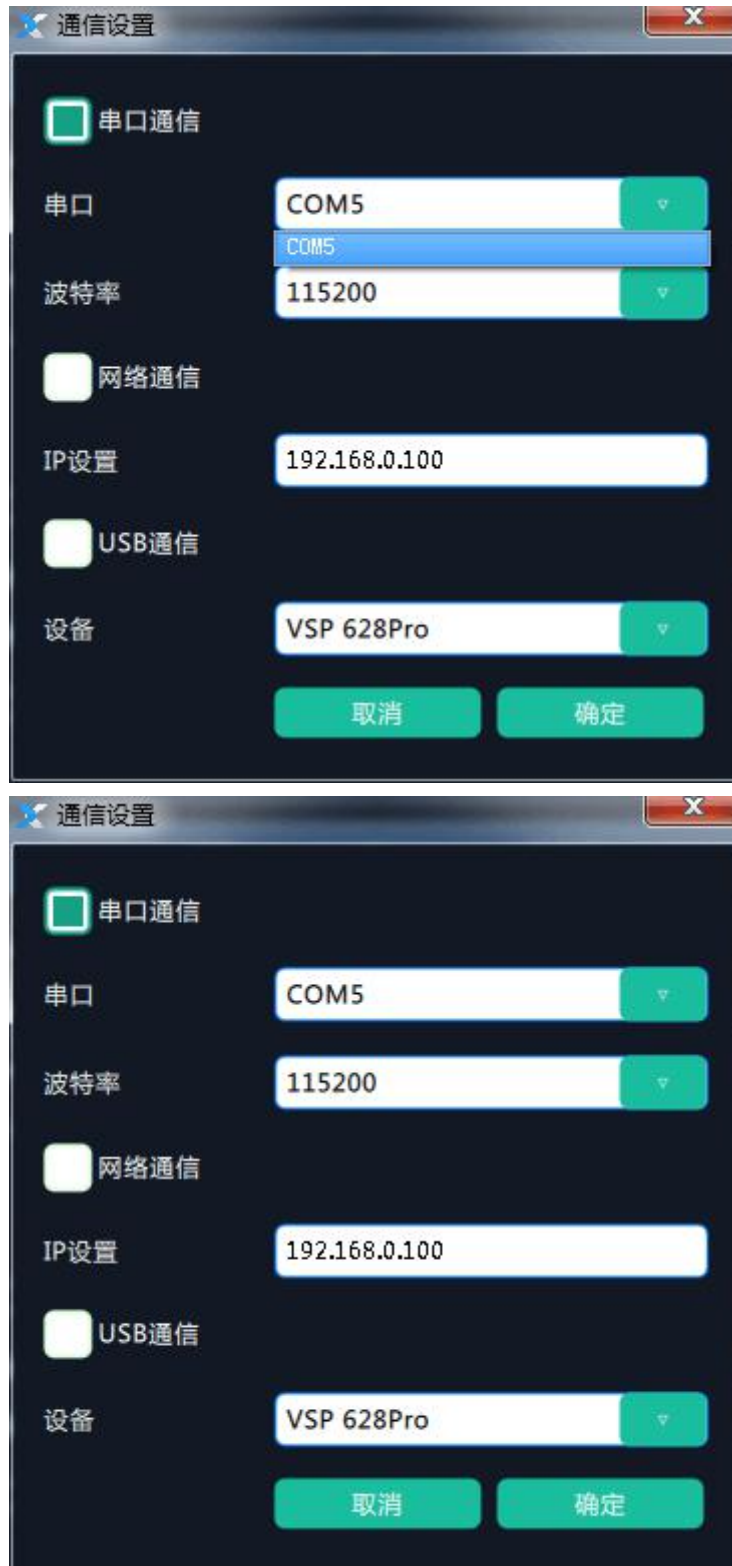 通信设置
串口通信
串口 COM5
COM5
波特率 115200
网络通信
IP设置 192.168.0.100
USB通信
设备 VSP 628Pro
取消 确定
通信设置
串口通信
串口 COM5
波特率 115200
网络通信
IP设置 192.168.0.100
USB通信
设备 VSP 628Pro
取消 确定